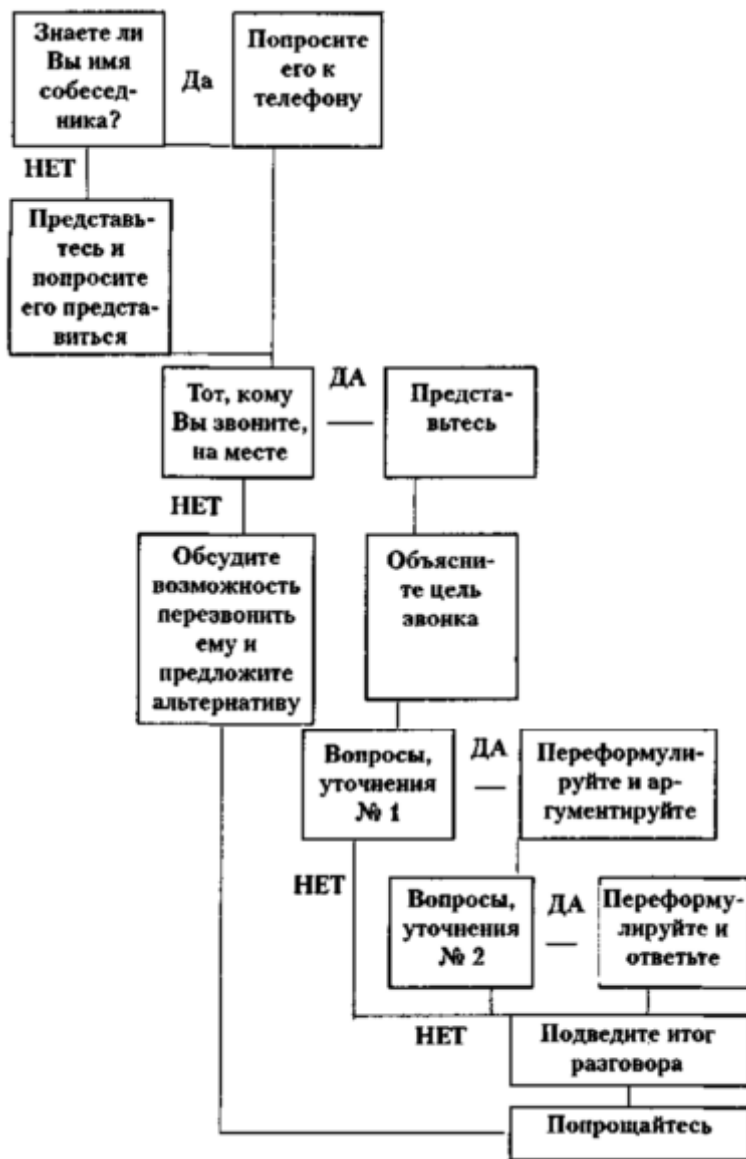 Знаете ли
Вы имя
собесед-
ника?
Да
Попросите
его к
телефону
НЕТ
Представь-
тесь и
попросите
его предста-
виться
Тот, кому
Вы звоните,
на месте
ДА
Предста-
вьтесь
НЕТ
Обсудите
возможность
перезвонить
ему и
предложите
альтернативу
Объясни-
те цель
звонка
Вопросы,
уточнения
№ 1
ДА
Переформули-
руйте и ар-
гументируйте
НЕТ
Вопросы,
уточнения
№ 2
ДА
Переформу-
лируйте и
ответьте
НЕТ
Подведите итог
разговора
Попрощайтесь